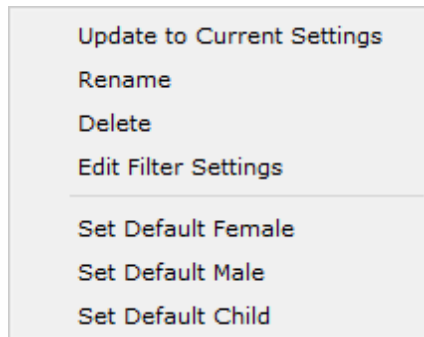 Update to Current Settings
Rename
Delete
Edit Filter Settings
Set Default Female
Set Default Male
Set Default Child